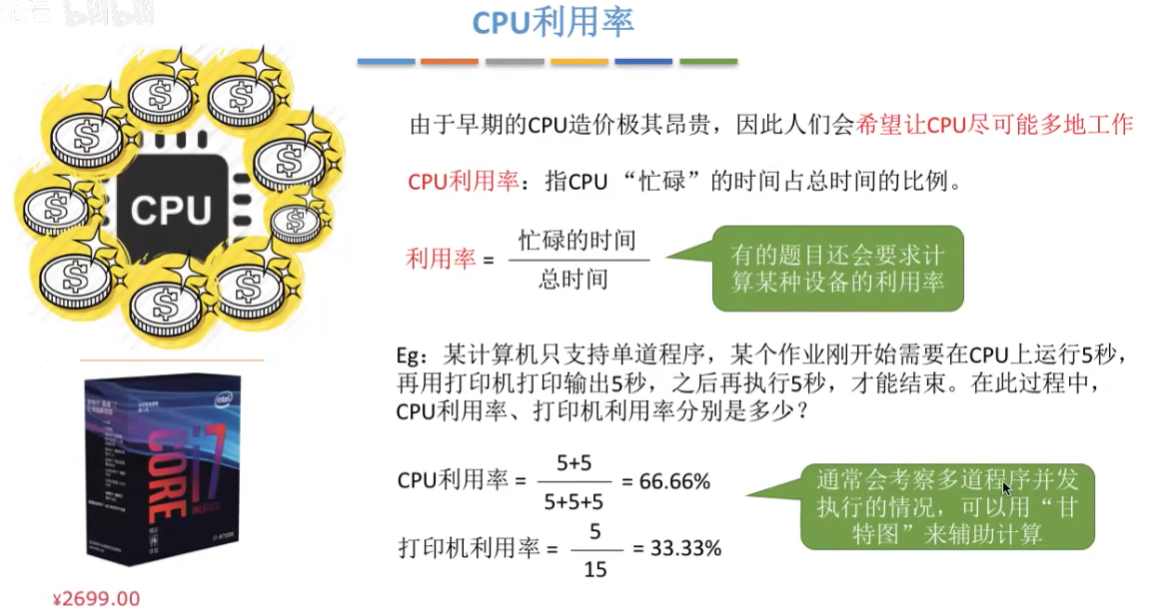 bilibili
CPU利用率
由于早期的CPU造价极其昂贵，因此人们会希望让CPU尽可能多地工作
CPU利用率：指CPU “忙碌”的时间占总时间的比例。
利用率 = 忙碌的时间
总时间
有的题目还会要求计
算某种设备的利用率
CPU
Eg：某计算机只支持单道程序，某个作业刚开始需要在CPU上运行5秒，
再用打印机打印输出5秒，之后再执行5秒，才能结束。在此过程中，
CPU利用率、打印机利用率分别是多少？
CPU利用率 = 5+5
5+5+5
= 66.66%
通常会考察多道程序并发
执行的情况，可以用“甘
特图”来辅助计算
打印机利用率 = 5
15
= 33.33%
intel
CORE i7
¥2699.00